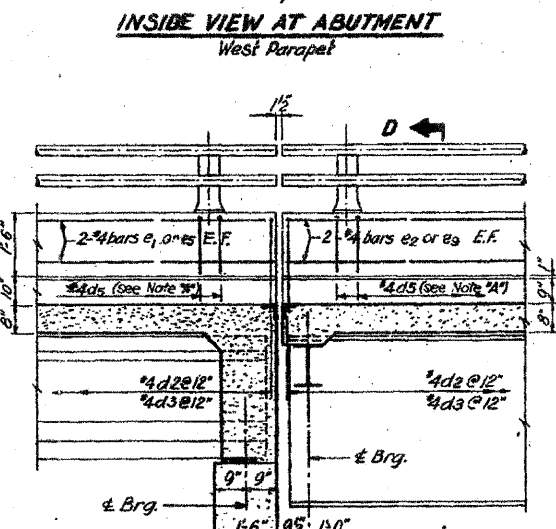 INSIDE VIEW AT ABUTMENT
West Parapet
1½"
D
1'-6"
2-#4 bars e1 or e5 E.F.
2-#4 bars e2 or e9 E.F.
10"
#4d5 (see Note "A")
#4d5 (see Note "A")
1"
9"
8"
8"
#4d2@12"
#4d3@12"
#4d2@12"
#4d3@12"
9" 9"
℄ Brg.
℄ Brg.
1'-6" 9½" 1'-0"